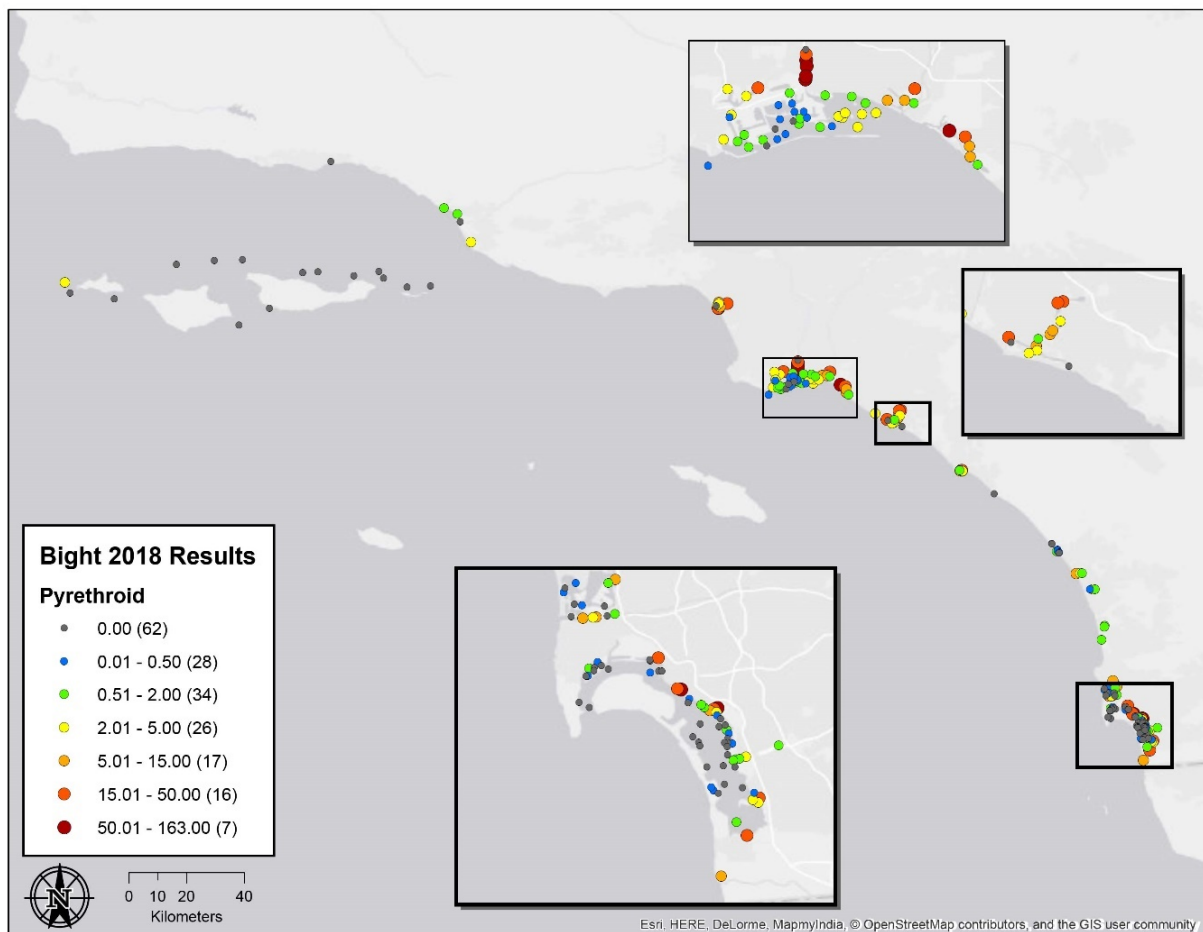 Bight 2018 Results
Pyrethroid
0.00 (62)
0.01 - 0.50 (28)
0.51 - 2.00 (34)
2.01 - 5.00 (26)
5.01 - 15.00 (17)
15.01 - 50.00 (16)
50.01 - 163.00 (7)
N
0 10 20 40
Kilometers
Esri, HERE, DeLorme, MapmyIndia, © OpenStreetMap contributors, and the GIS user community